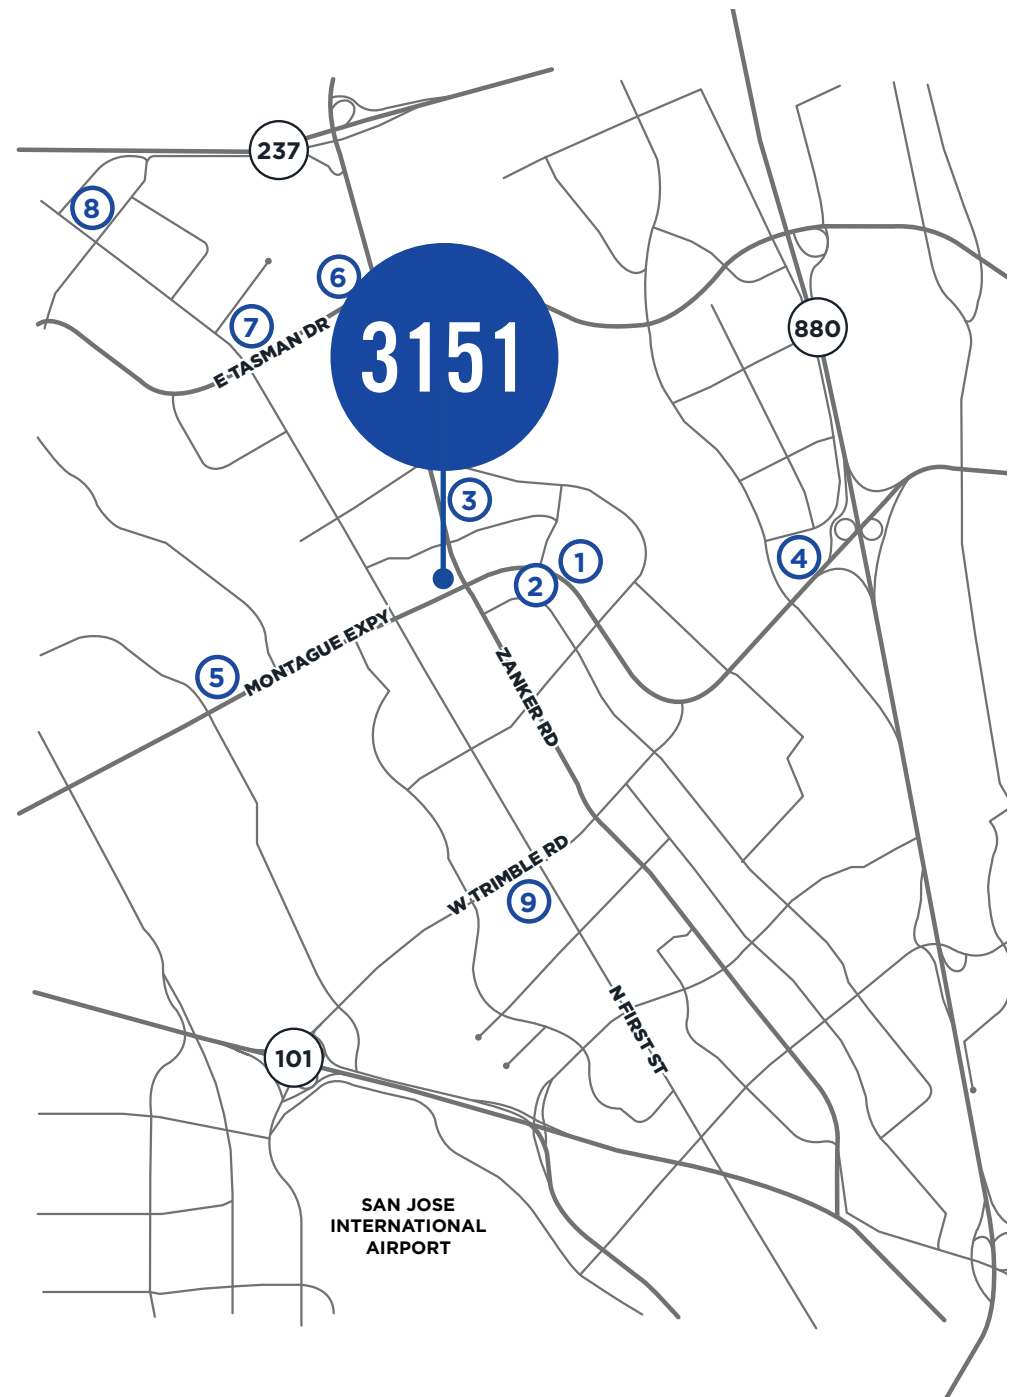 237
8
6
7
E TASMAN DR
3151
880
3
1
2
4
MONTAGUE EXPY
5
ZANKER RD
W TRIMBLE RD
9
N FIRST ST
101
SAN JOSE
INTERNATIONAL
AIRPORT